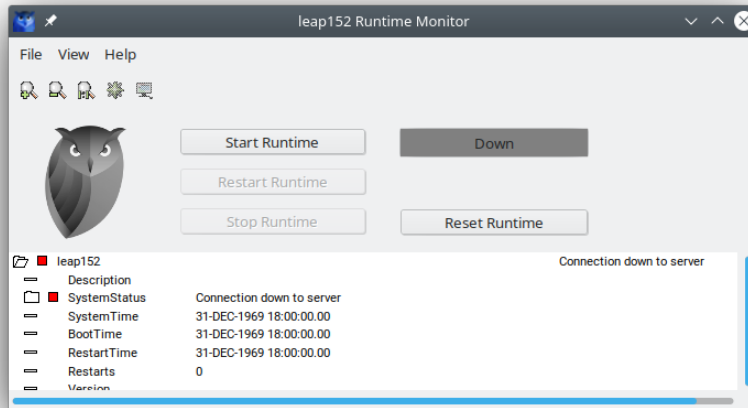 leap152 Runtime Monitor
File View Help
Start Runtime Down
Restart Runtime
Stop Runtime Reset Runtime
leap152 Connection down to server
Description
SystemStatus Connection down to server
SystemTime 31-DEC-1969 18:00:00.00
BootTime 31-DEC-1969 18:00:00.00
RestartTime 31-DEC-1969 18:00:00.00
Restarts 0
Version